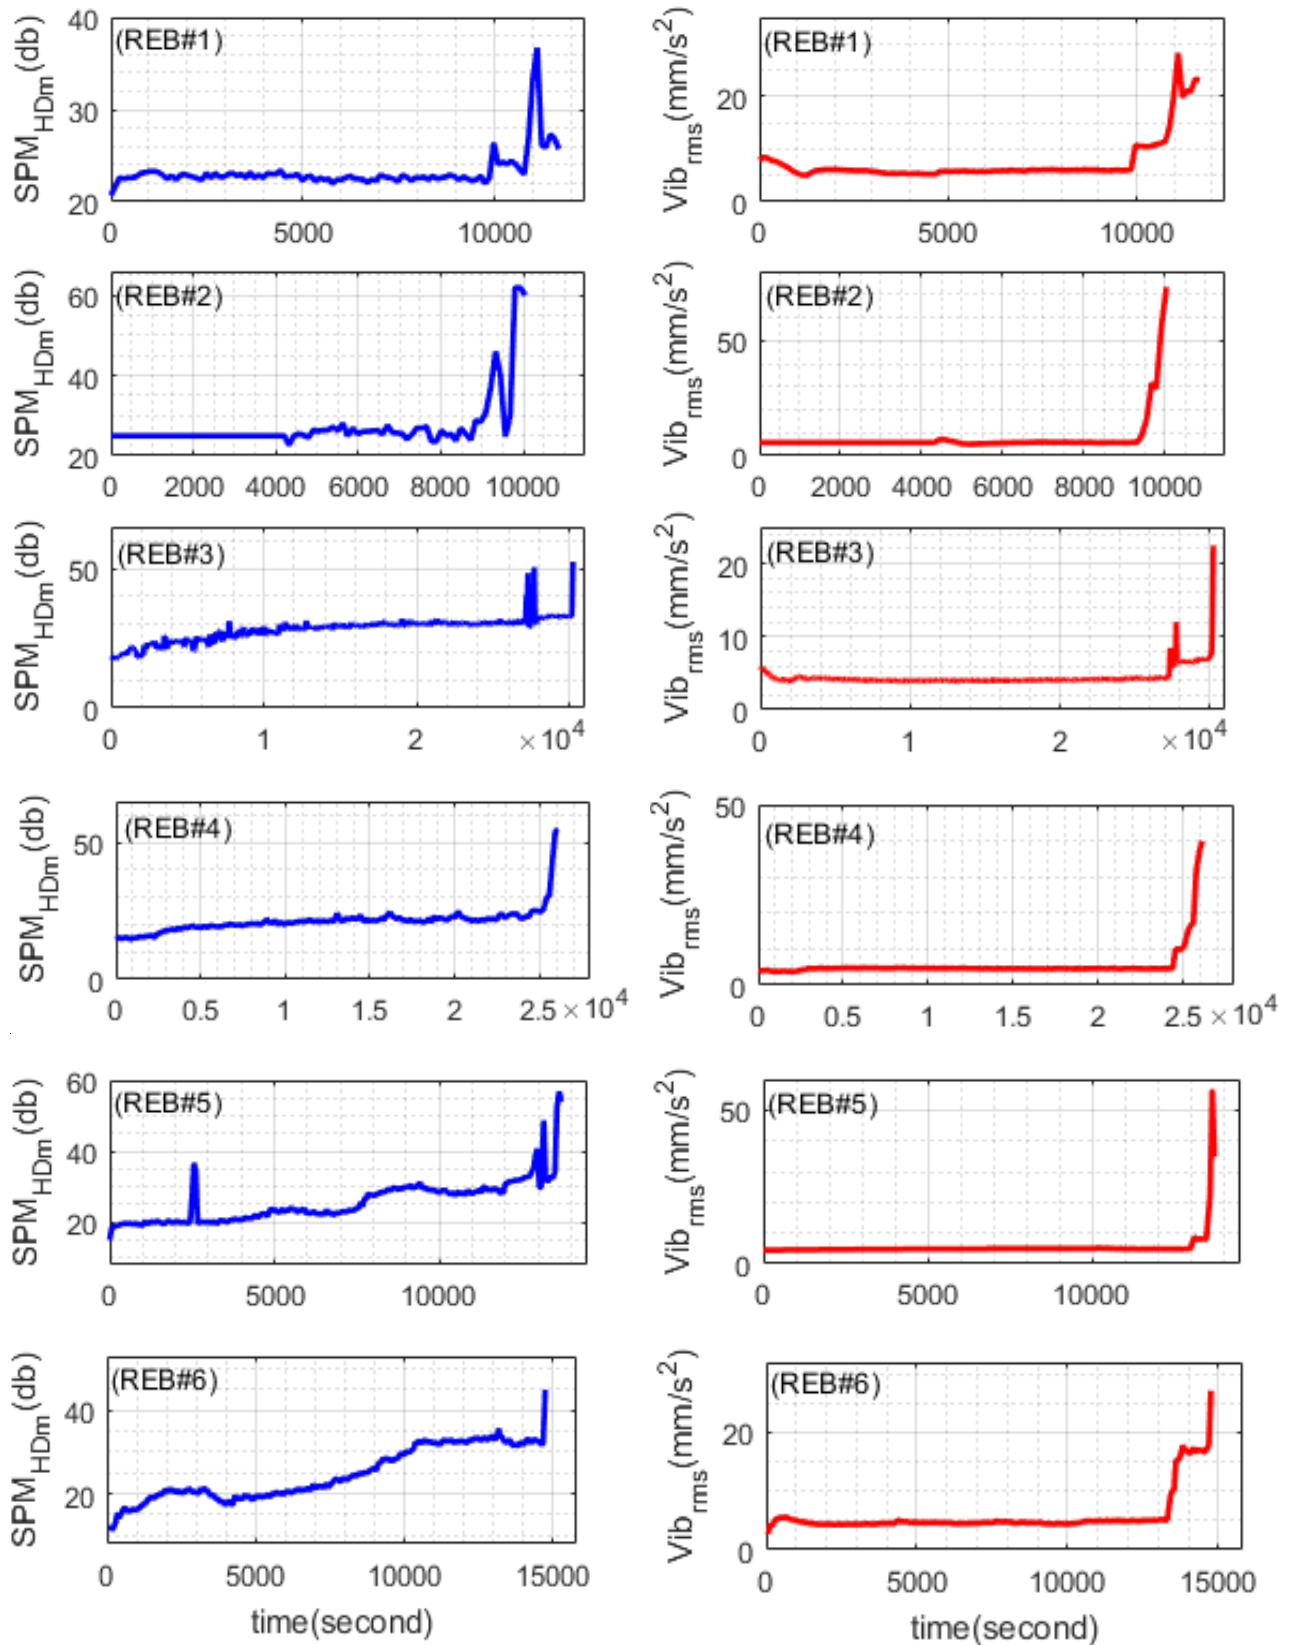 SPM_HDm(db)
(REB#1)
40
30
20
0 5000 10000
Vib_rms(mm/s^2)
(REB#1)
20
0
0 5000 10000
SPM_HDm(db)
(REB#2)
60
40
20
0 2000 4000 6000 8000 10000
Vib_rms(mm/s^2)
(REB#2)
50
0
0 2000 4000 6000 8000 10000
SPM_HDm(db)
(REB#3)
50
0
0 1 2 ×10^4
Vib_rms(mm/s^2)
(REB#3)
20
10
0
0 1 2 ×10^4
SPM_HDm(db)
(REB#4)
50
0
0 0.5 1 1.5 2 2.5 ×10^4
Vib_rms(mm/s^2)
(REB#4)
50
0
0 0.5 1 1.5 2 2.5 ×10^4
SPM_HDm(db)
(REB#5)
60
40
20
0 5000 10000
Vib_rms(mm/s^2)
(REB#5)
50
0
0 5000 10000
SPM_HDm(db)
(REB#6)
40
20
0 5000 10000 15000
time(second)
Vib_rms(mm/s^2)
(REB#6)
20
0
0 5000 10000 15000
time(second)